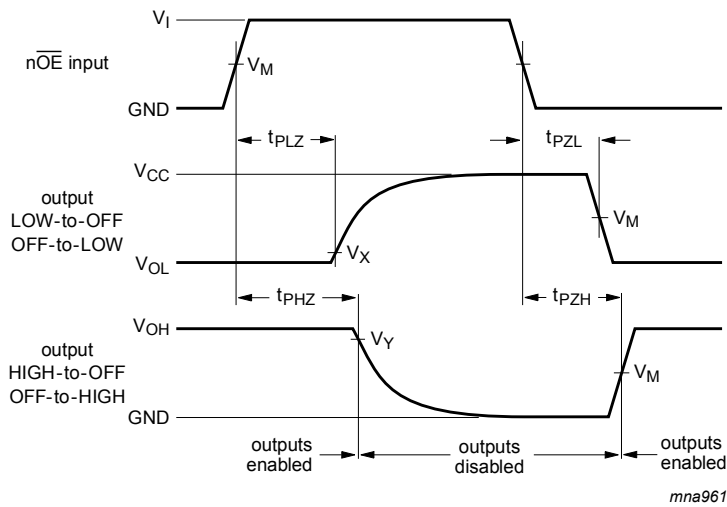 V_I
nOE input
V_M
GND
t_PLZ
t_PZL
V_CC
output
LOW-to-OFF
OFF-to-LOW
V_M
V_X
V_OL
t_PHZ
t_PZH
V_OH
V_Y
output
HIGH-to-OFF
OFF-to-HIGH
V_M
GND
outputs
enabled
outputs
disabled
outputs
enabled
mna961